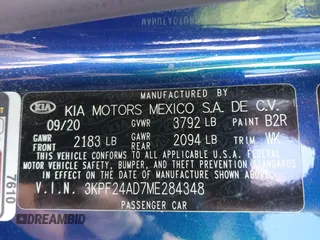 MANUFACTURED BY
KIA KIA MOTORS MEXICO S.A. DE C.V.
09/20 GVWR 3792 LB PAINT B2R
GAWR FRONT 2183 LB GAWR REAR 2094 LB TRIM WK
THIS VEHICLE CONFORMS TO ALL APPLICABLE FEDERAL MOTOR
VEHICLE SAFETY, BUMPER, AND THEFT PREVENTION STANDARDS
IN EFFECT ON THE DATE OF MANUFACTURE SHOWN ABOVE.
V.I.N. 3KPF24AD7ME284348
PASSENGER CAR
7610
DREAMBID